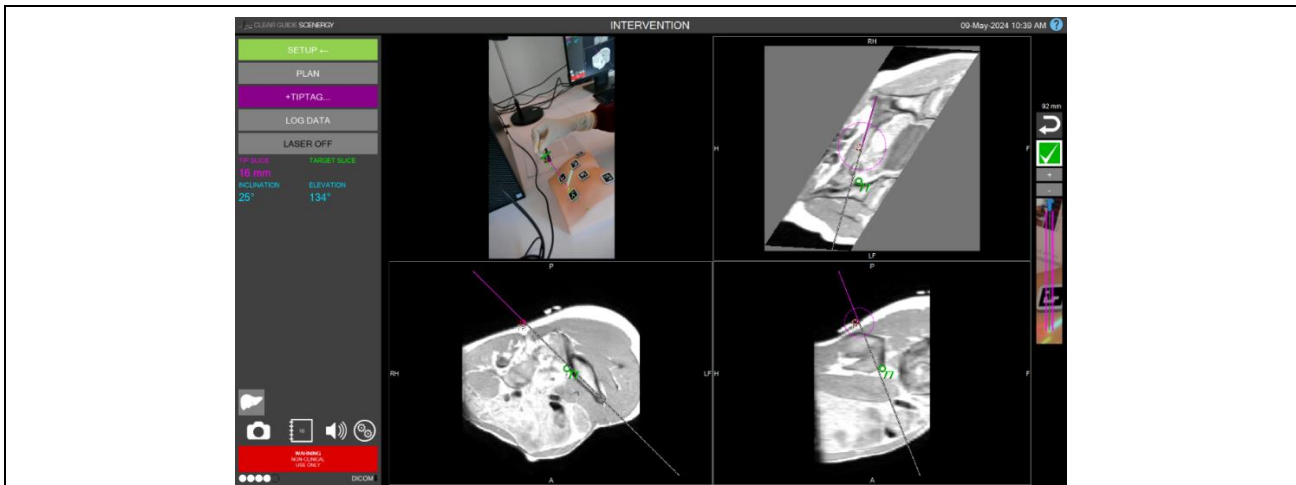 CLEAR GUIDE SCENERGY
INTERVENTION
09-May-2024 10:39 AM ?
SETUP ←
PLAN
+TIPTAG...
LOG DATA
LASER OFF
TIP SLICE TARGET SLICE
16 mm
INCLINATION ELEVATION
25° 134°
WARNING
NON-CLINICAL
USE ONLY
DICOM
RH
H
F
LF
92 mm
+
-
P
RH
LF
A
P
H
F
A